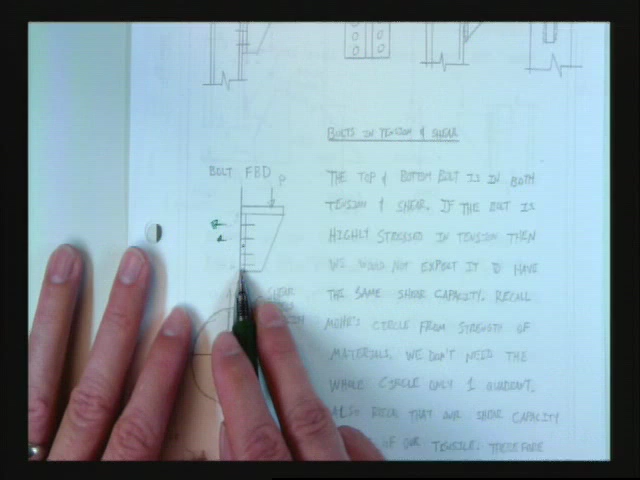 BOLTS IN TENSION & SHEAR
BOLT FBD
P
THE TOP & BOTTOM BOLT IS IN BOTH
TENSION & SHEAR. IF THE BOLT IS
HIGHLY STRESSED IN TENSION THEN
WE WOULD NOT EXPECT IT TO HAVE
SHEAR
THE SAME SHEAR CAPACITY. RECALL
MOHR'S CIRCLE FROM STRENGTH OF
MATERIALS. WE DON'T NEED THE
WHOLE CIRCLE ONLY 1 QUADRANT.
ALSO RECALL THAT OUR SHEAR CAPACITY
OF OUR TENSILE. THEREFORE